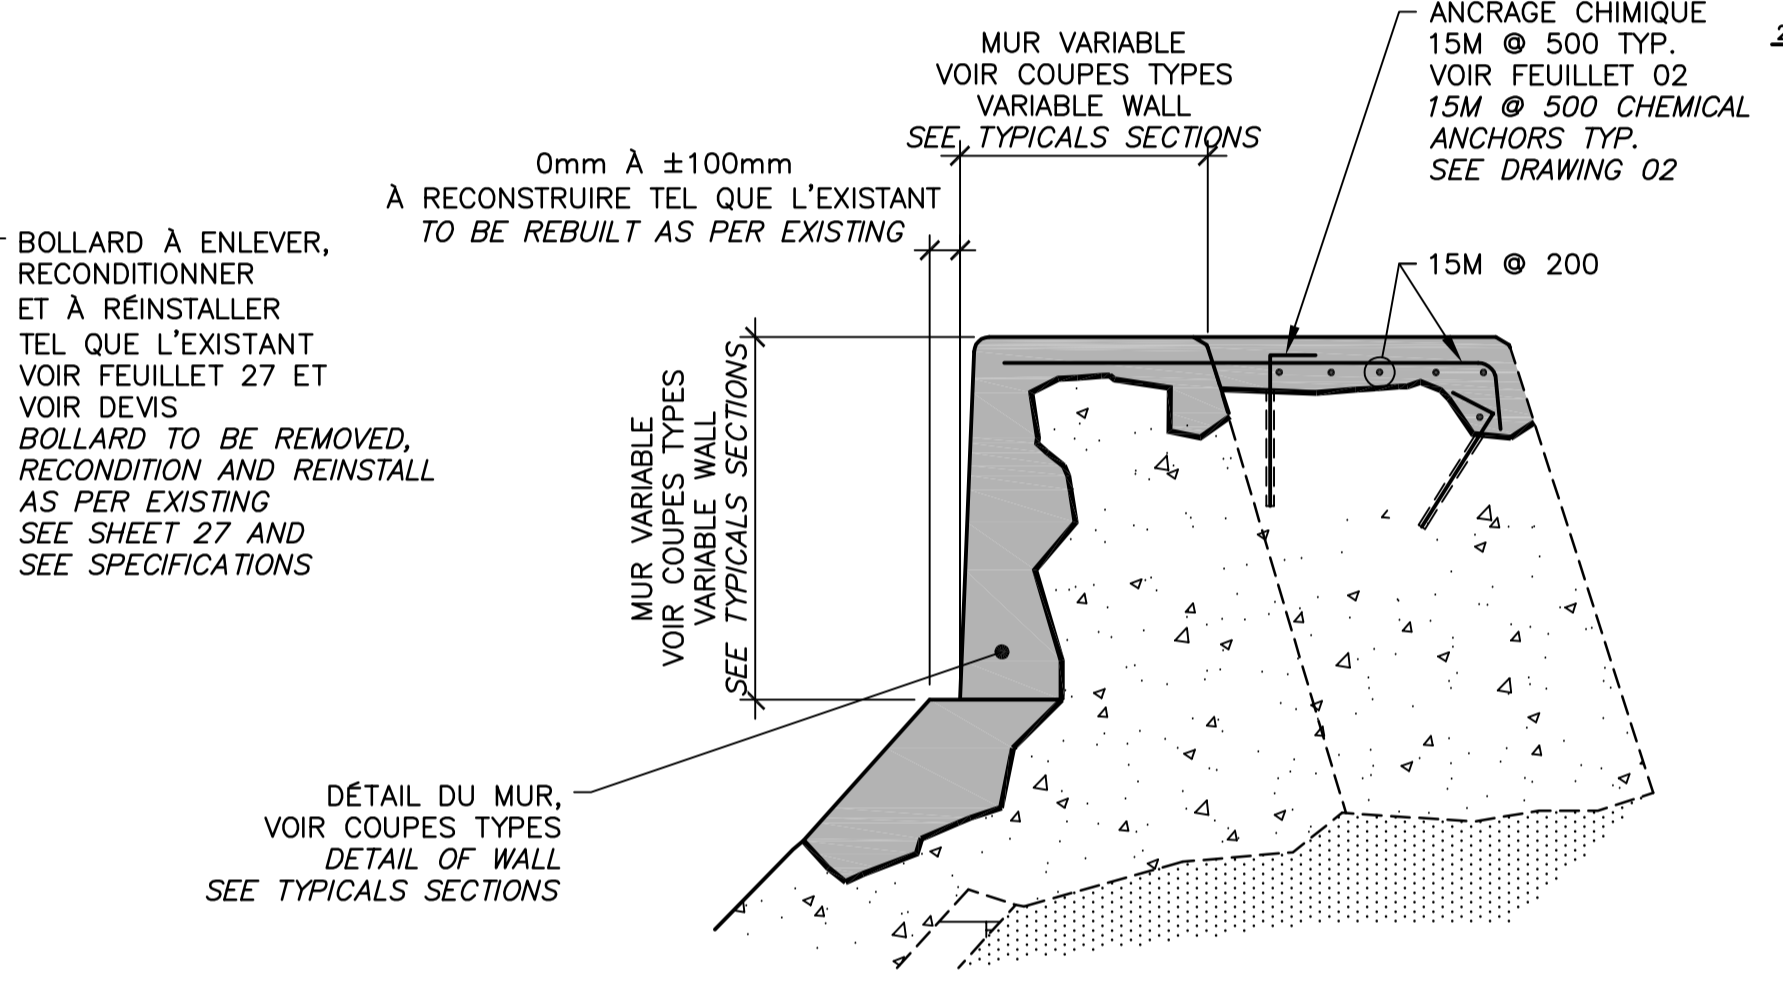 MUR VARIABLE
VOIR COUPES TYPES
VARIABLE WALL
SEE TYPICALS SECTIONS
ANCRAGE CHIMIQUE
15M @ 500 TYP.
VOIR FEUILLET 02
15M @ 500 CHEMICAL
ANCHORS TYP.
SEE DRAWING 02
0mm À ±100mm
À RECONSTRUIRE TEL QUE L'EXISTANT
TO BE REBUILT AS PER EXISTING
BOLLARD À ENLEVER,
RECONDITIONNER
ET À RÉINSTALLER
TEL QUE L'EXISTANT
VOIR FEUILLET 27 ET
VOIR DEVIS
BOLLARD TO BE REMOVED,
RECONDITION AND REINSTALL
AS PER EXISTING
SEE SHEET 27 AND
SEE SPECIFICATIONS
15M @ 200
MUR VARIABLE
VOIR COUPES TYPES
VARIABLE WALL
SEE TYPICALS SECTIONS
DÉTAIL DU MUR,
VOIR COUPES TYPES
DETAIL OF WALL
SEE TYPICALS SECTIONS